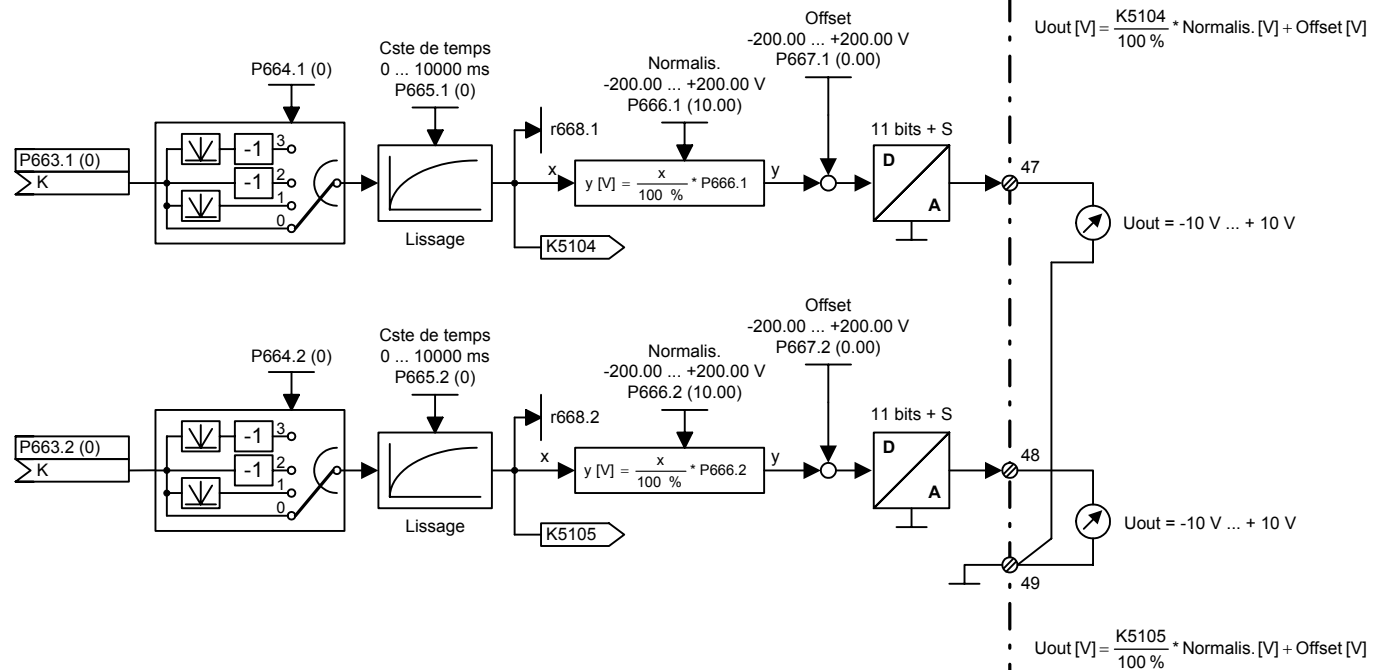 Uout [V] = K5104 / 100 % * Normalis. [V] + Offset [V]
Offset
-200.00 ... +200.00 V
P667.1 (0.00)
Cste de temps
0 ... 10000 ms
P665.1 (0)
Normalis.
-200.00 ... +200.00 V
P666.1 (10.00)
P664.1 (0)
r668.1
11 bits + S
P663.1 (0)
K
-1
3
-1
2
1
0
x
y [V] = x / 100 % * P666.1
y
D
A
47
Uout = -10 V ... + 10 V
Lissage
K5104
Offset
-200.00 ... +200.00 V
P667.2 (0.00)
Cste de temps
0 ... 10000 ms
P665.2 (0)
Normalis.
-200.00 ... +200.00 V
P666.2 (10.00)
P664.2 (0)
r668.2
11 bits + S
P663.2 (0)
K
-1
3
-1
2
1
0
x
y [V] = x / 100 % * P666.2
y
D
A
48
Uout = -10 V ... + 10 V
Lissage
K5105
49
Uout [V] = K5105 / 100 % * Normalis. [V] + Offset [V]